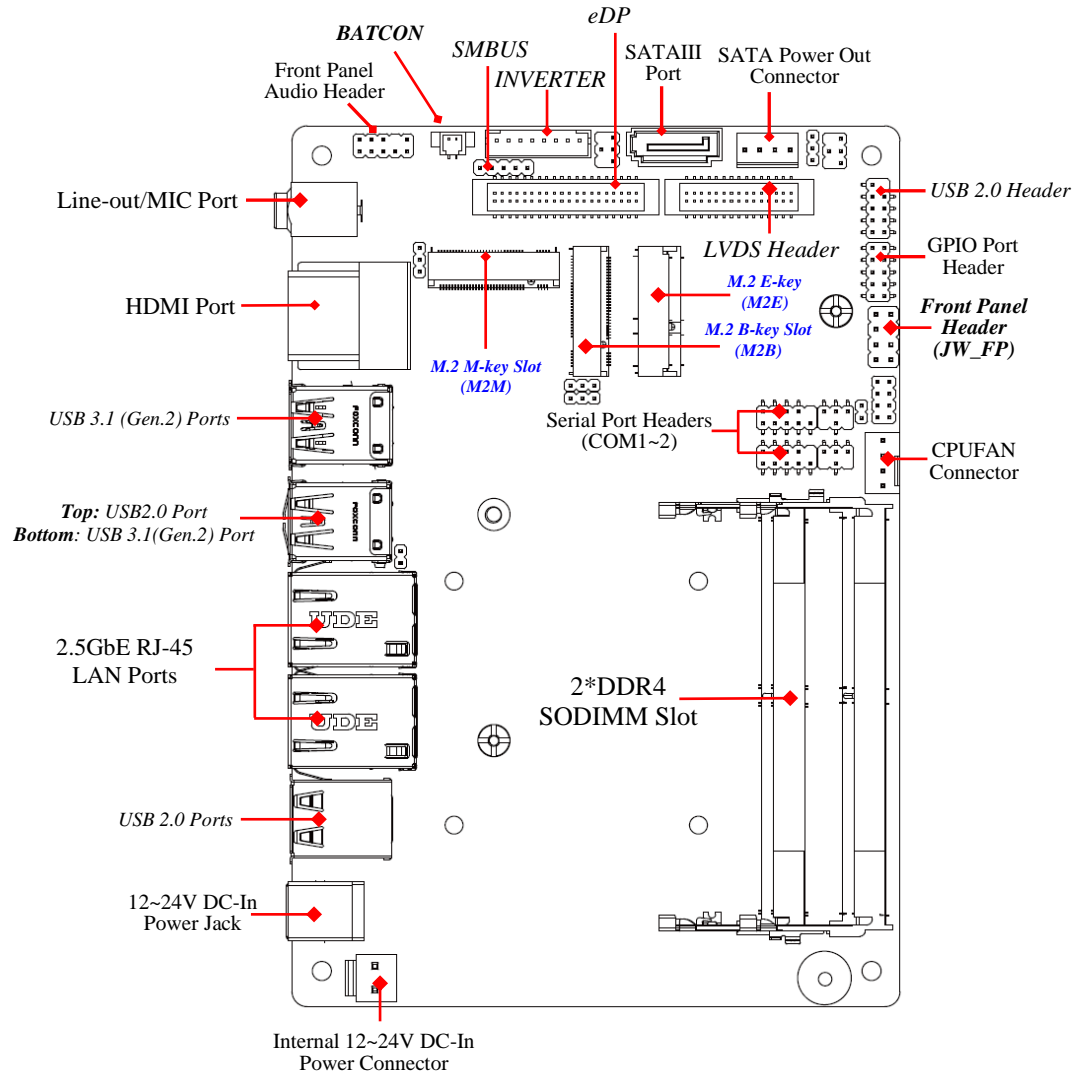 eDP
BATCON
SMBUS
SATAIII
Port
SATA Power Out
Connector
Front Panel
Audio Header
INVERTER
Line-out/MIC Port
USB 2.0 Header
LVDS Header
GPIO Port
Header
HDMI Port
M.2 E-key
(M2E)
M.2 B-key Slot
(M2B)
M.2 M-key Slot
(M2M)
Front Panel
Header
(JW_FP)
USB 3.1 (Gen.2) Ports
FOXCONN
Serial Port Headers
(COM1~2)
CPUFAN
Connector
Top: USB2.0 Port
Bottom: USB 3.1(Gen.2) Port
FOXCONN
UDE
2.5GbE RJ-45
LAN Ports
UDE
2*DDR4
SODIMM Slot
USB 2.0 Ports
12~24V DC-In
Power Jack
Internal 12~24V DC-In
Power Connector